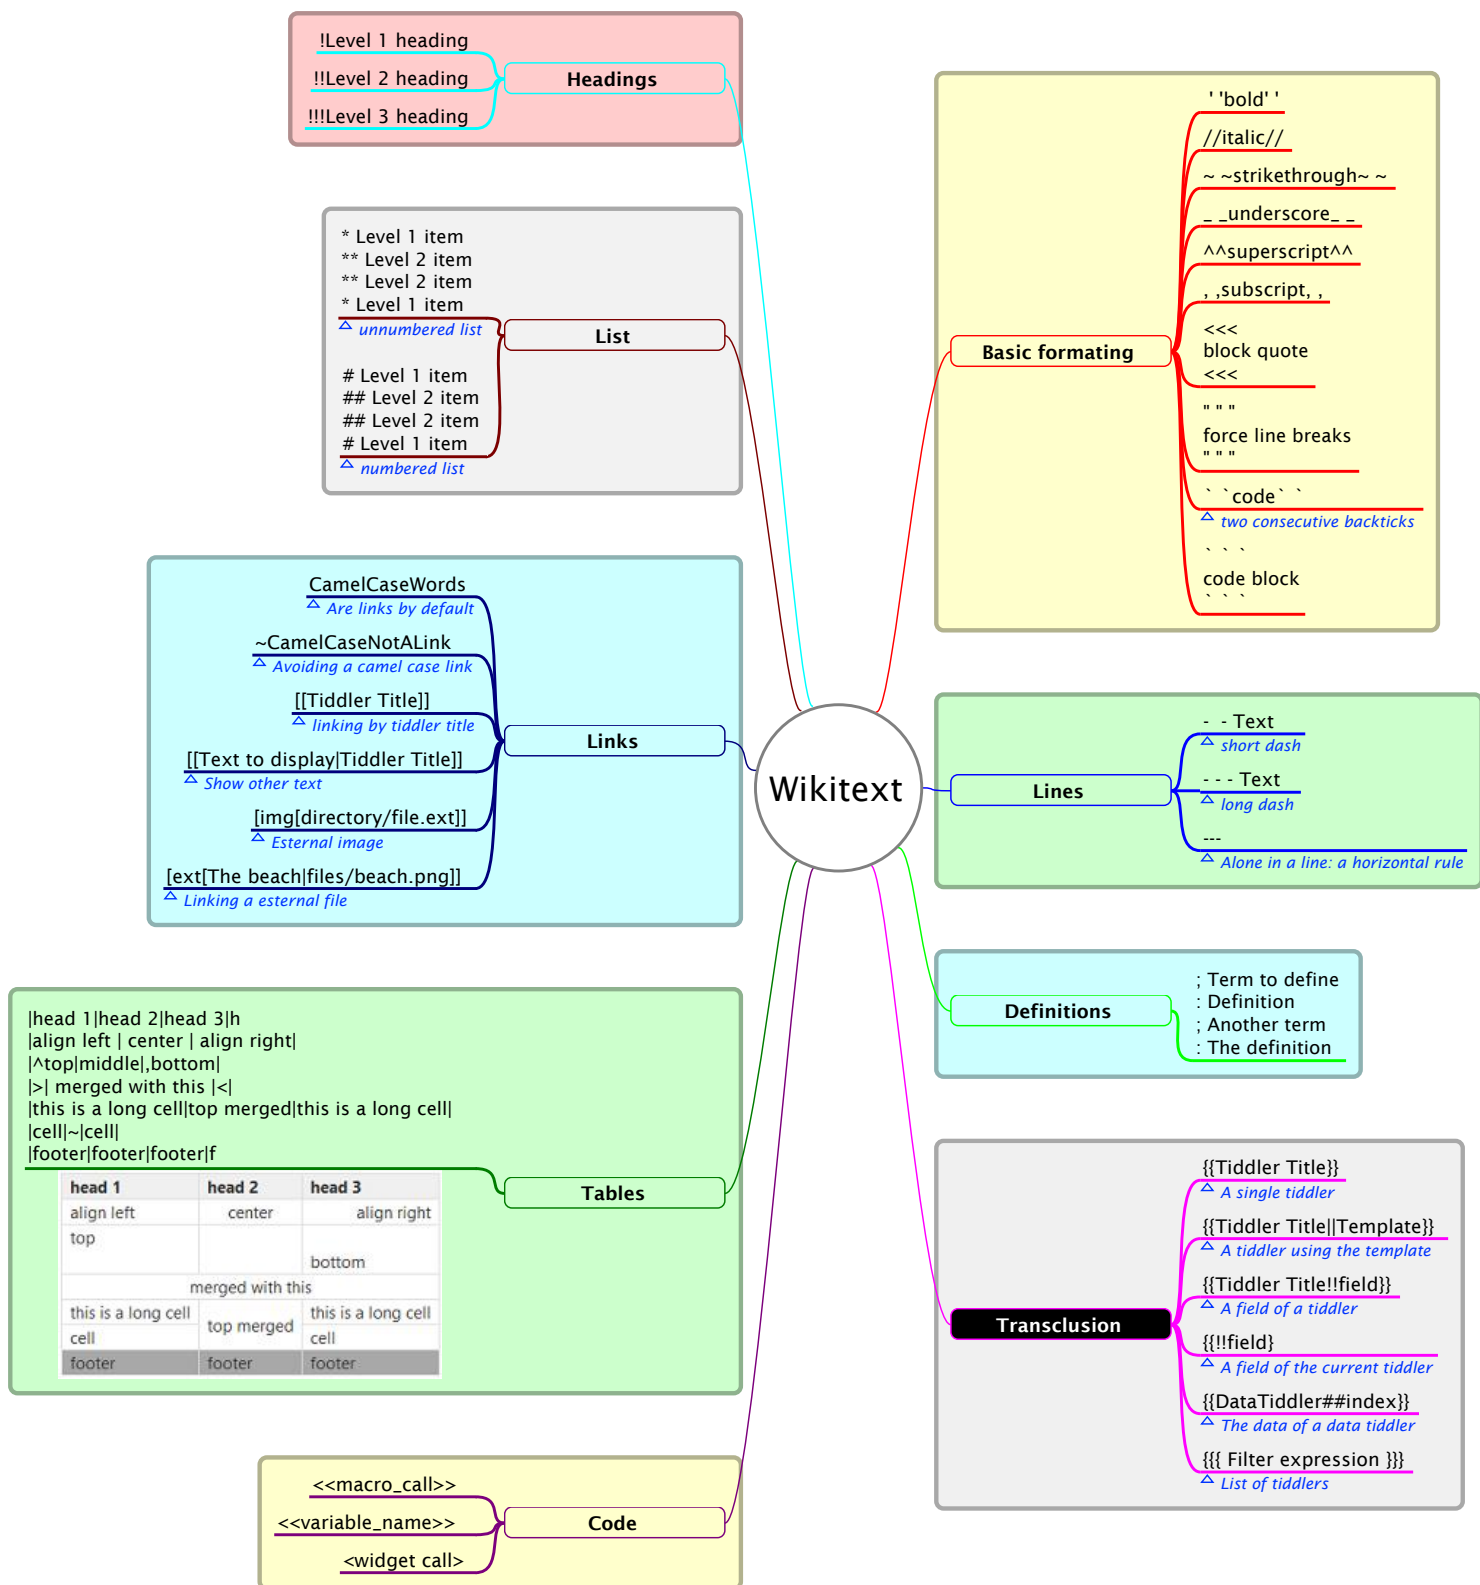 !Level 1 heading
!!Level 2 heading
!!!Level 3 heading
Headings
* Level 1 item
** Level 2 item
** Level 2 item
* Level 1 item
unnumbered list
# Level 1 item
## Level 2 item
## Level 2 item
# Level 1 item
numbered list
List
CamelCaseWords
Are links by default
~CamelCaseNotALink
Avoiding a camel case link
[[Tiddler Title]]
linking by tiddler title
[[Text to display|Tiddler Title]]
Show other text
[img[directory/file.ext]]
Esternal image
[ext[The beach|files/beach.png]]
Linking a esternal file
Links
|head 1|head 2|head 3|h
|align left | center | align right|
|^top|middle|,bottom|
|>| merged with this |<|
|this is a long cell|top merged|this is a long cell|
|cell|~|cell|
|footer|footer|footer|f
head 1 head 2 head 3
align left center align right
top
bottom
merged with this
this is a long cell top merged this is a long cell
cell cell
footer footer footer
Tables
<<macro_call>>
<<variable_name>>
<widget call>
Code
Wikitext
Basic formating
' 'bold' '
//italic//
~ ~strikethrough~ ~
_ _underscore_ _
^^superscript^^
, ,subscript, ,
<<<
block quote
<<<
" " "
force line breaks
" " "
` `code` `
two consecutive backticks
` ` `
code block
` ` `
Lines
- - Text
short dash
- - - Text
long dash
---
Alone in a line: a horizontal rule
Definitions
; Term to define
: Definition
; Another term
: The definition
Transclusion
{{Tiddler Title}}
A single tiddler
{{Tiddler Title||Template}}
A tiddler using the template
{{Tiddler Title!!field}}
A field of a tiddler
{{!!field}
A field of the current tiddler
{{DataTiddler##index}}
The data of a data tiddler
{{{ Filter expression }}}
List of tiddlers